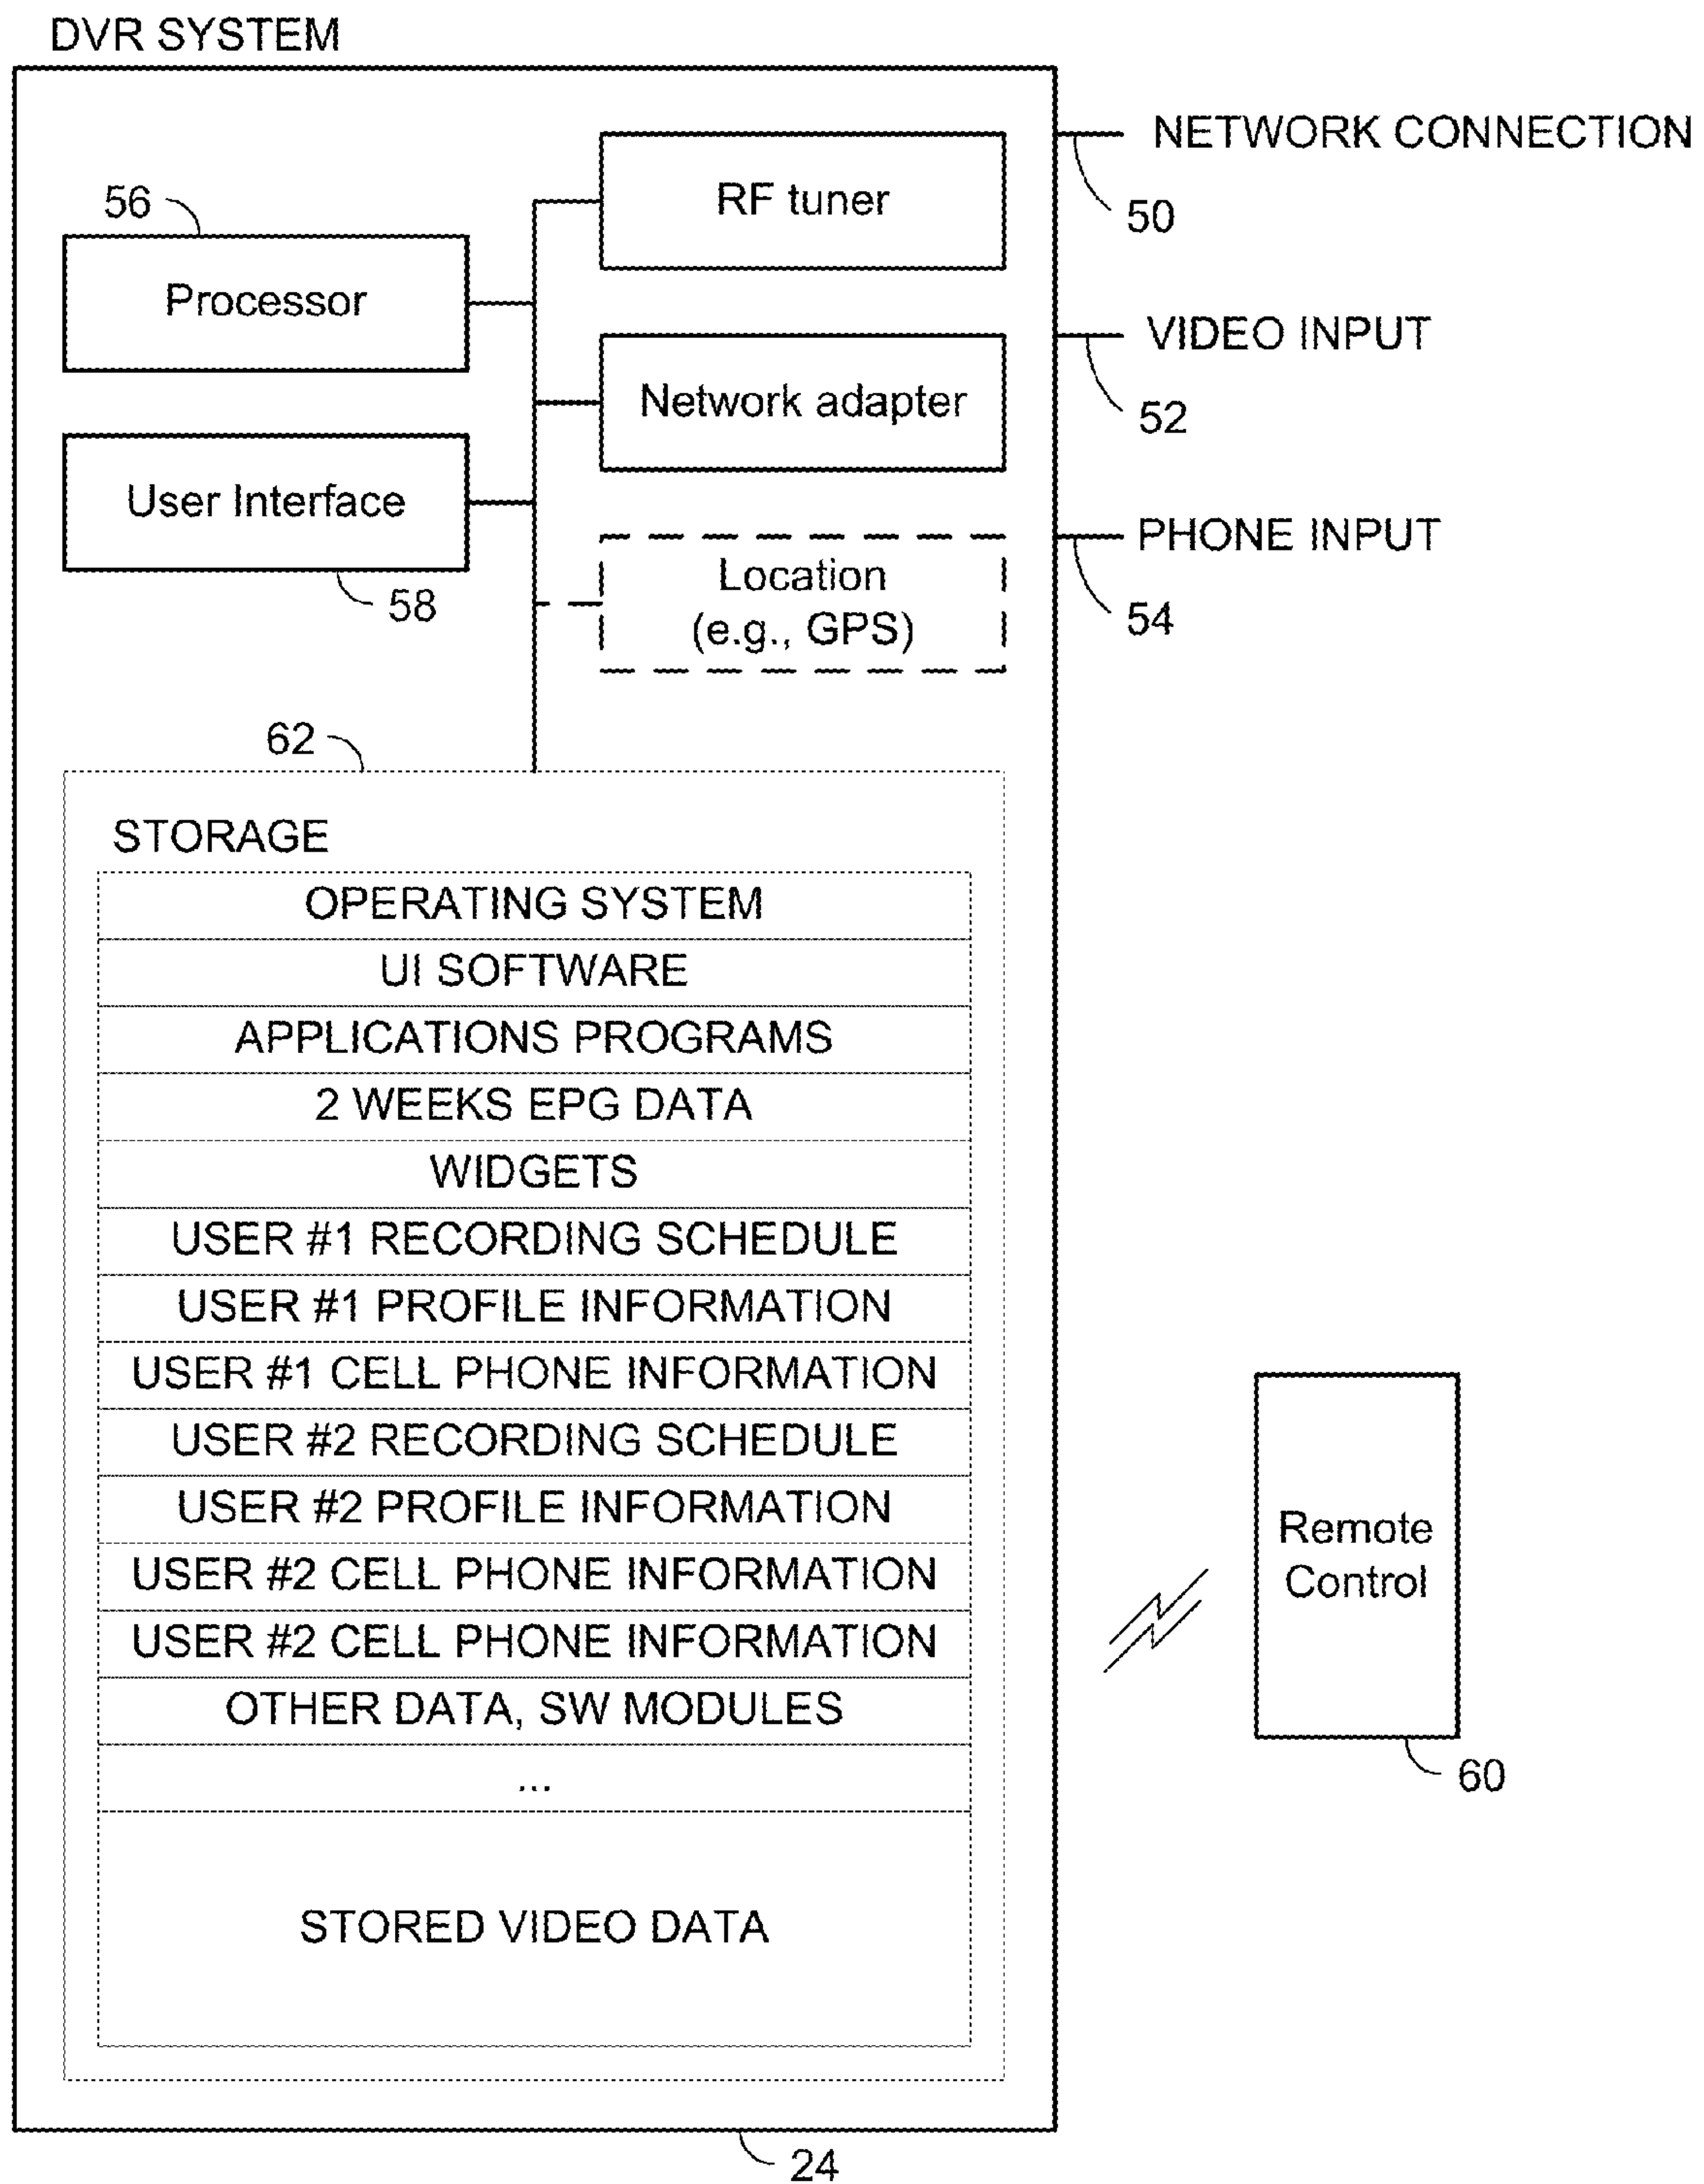 DVR SYSTEM
NETWORK CONNECTION
50
56
RF tuner
Processor
VIDEO INPUT
52
Network adapter
User Interface
58
PHONE INPUT
54
Location
(e.g., GPS)
62
STORAGE
OPERATING SYSTEM
UI SOFTWARE
APPLICATIONS PROGRAMS
2 WEEKS EPG DATA
WIDGETS
USER #1 RECORDING SCHEDULE
USER #1 PROFILE INFORMATION
USER #1 CELL PHONE INFORMATION
USER #2 RECORDING SCHEDULE
USER #2 PROFILE INFORMATION
USER #2 CELL PHONE INFORMATION
USER #2 CELL PHONE INFORMATION
OTHER DATA, SW MODULES
...
STORED VIDEO DATA
Remote
Control
60
24